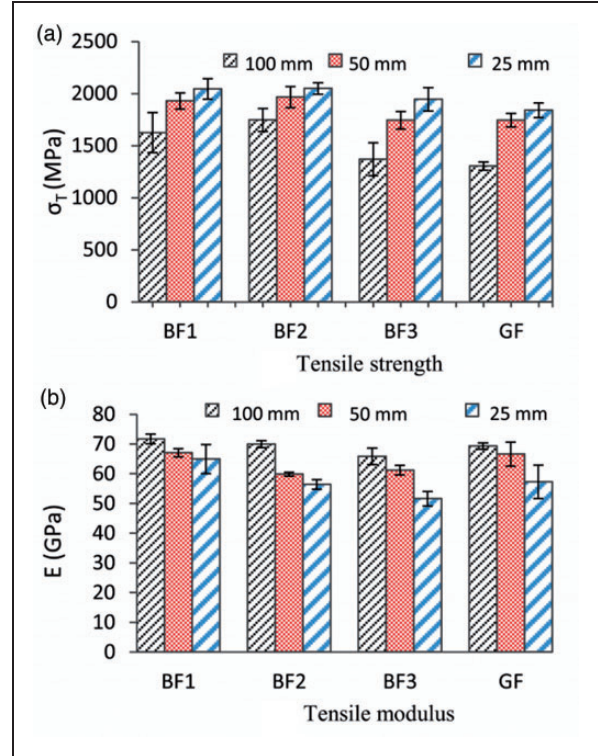 (a)
2500
100 mm 50 mm 25 mm
2000
1500
1000
500
0
σT (MPa)
BF1 BF2 BF3 GF
Tensile strength
(b)
80
100 mm 50 mm 25 mm
70
60
50
40
30
20
10
0
E (GPa)
BF1 BF2 BF3 GF
Tensile modulus